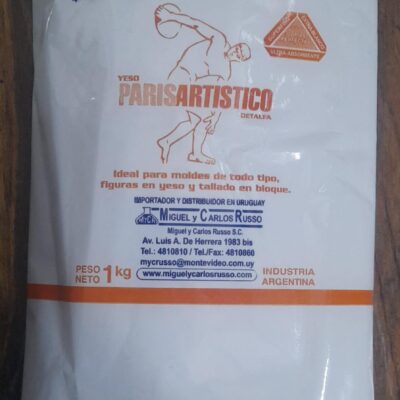 YESO
PARISARTISTICO
DETALFA
Ideal para moldes de todo tipo,
figuras en yeso y tallado en bloque.
IMPORTADOR Y DISTRIBUIDOR EN URUGUAY
MIGUEL y CARLOS RUSSO
Miguel y Carlos Russo S.C.
Av. Luis A. De Herrera 1983 bis
Tel.: 4810810 / Tel./Fax: 4810860
mycrusso@montevideo.com.uy
www.miguelycarlosrusso.com
PESO
NETO 1 kg
INDUSTRIA
ARGENTINA